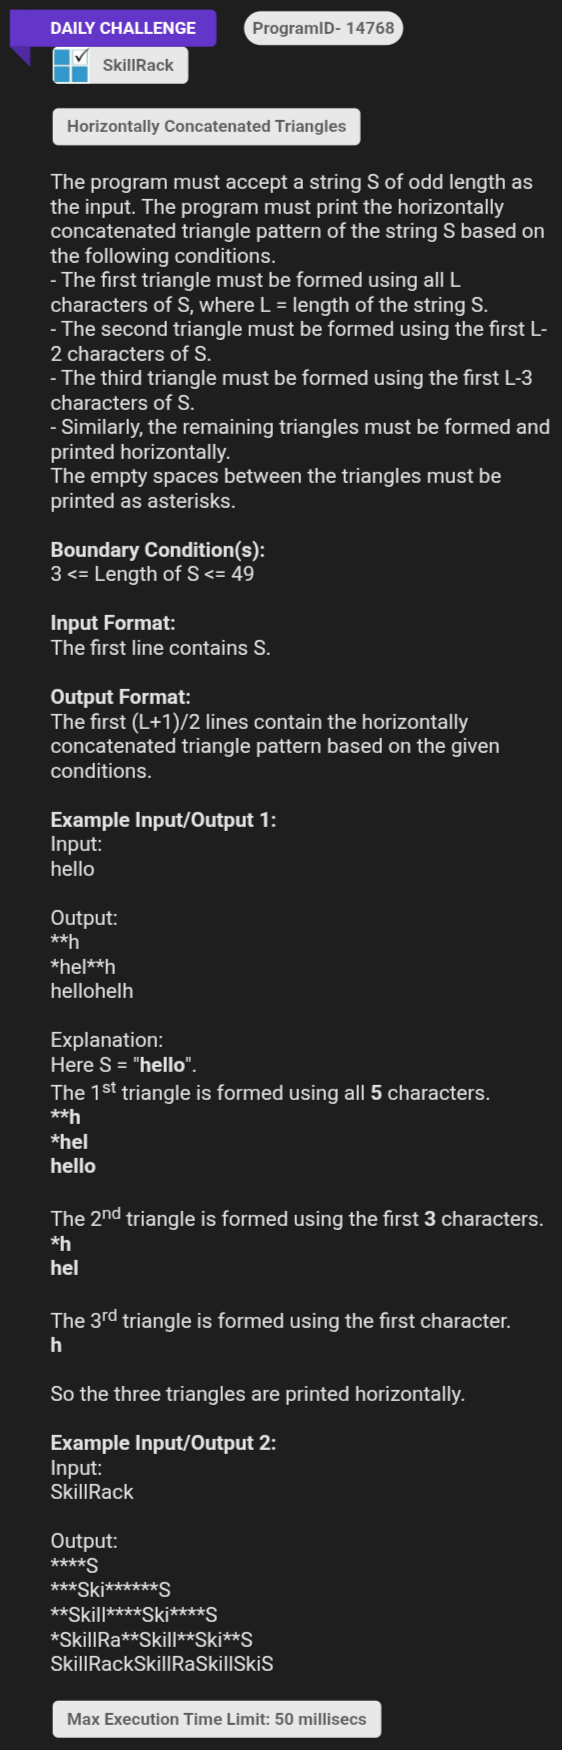 DAILY CHALLENGE
ProgramID- 14768
SkillRack
Horizontally Concatenated Triangles
The program must accept a string S of odd length as
the input. The program must print the horizontally
concatenated triangle pattern of the string S based on
the following conditions.
- The first triangle must be formed using all L
characters of S, where L = length of the string S.
- The second triangle must be formed using the first L-
2 characters of S.
- The third triangle must be formed using the first L-3
characters of S.
- Similarly, the remaining triangles must be formed and
printed horizontally.
The empty spaces between the triangles must be
printed as asterisks.
Boundary Condition(s):
3 <= Length of S <= 49
Input Format:
The first line contains S.
Output Format:
The first (L+1)/2 lines contain the horizontally
concatenated triangle pattern based on the given
conditions.
Example Input/Output 1:
Input:
hello
Output:
**h
*hel**h
hellohelh
Explanation:
Here S = "hello".
The 1st triangle is formed using all 5 characters.
**h
*hel
hello
The 2nd triangle is formed using the first 3 characters.
*h
hel
The 3rd triangle is formed using the first character.
h
So the three triangles are printed horizontally.
Example Input/Output 2:
Input:
SkillRack
Output:
****S
***Ski******S
**Skill****Ski****S
*SkillRa**Skill**Ski**S
SkillRackSkillRaSkillSkiS
Max Execution Time Limit: 50 millisecs